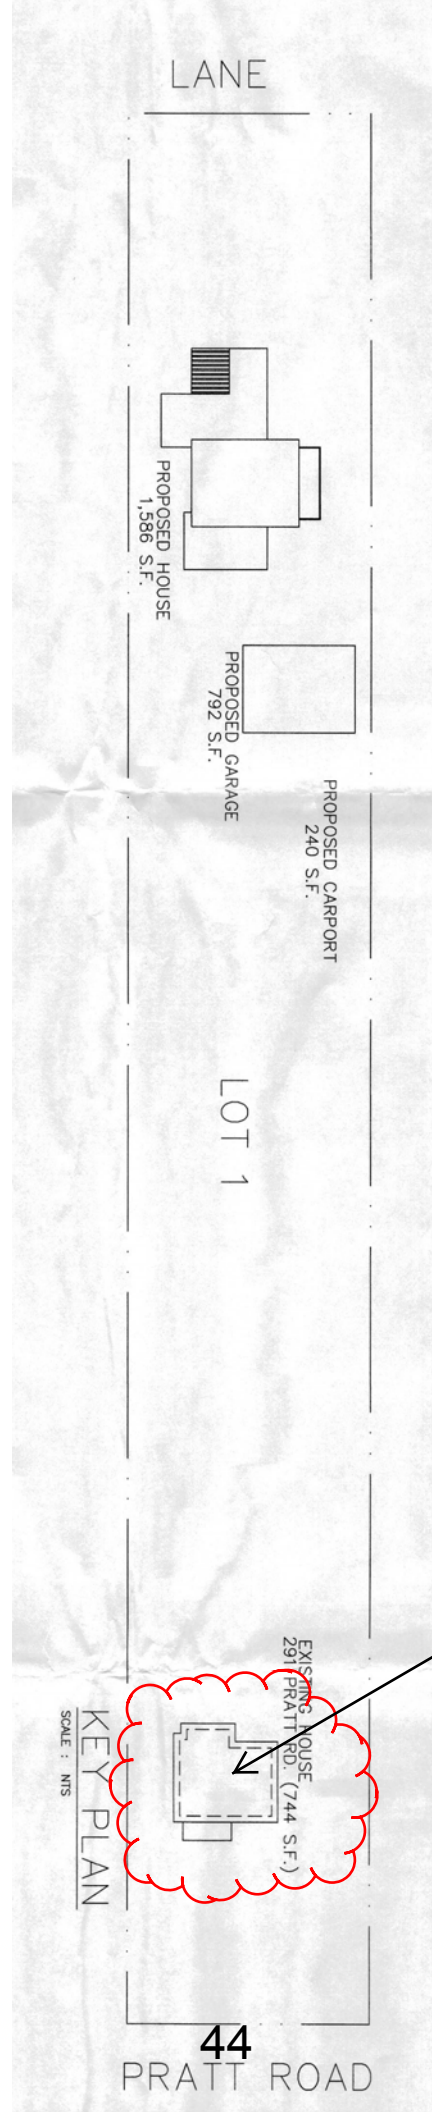 LANE
PROPOSED HOUSE
1,586 S.F.
PROPOSED GARAGE
792 S.F.
PROPOSED CARPORT
240 S.F.
LOT 1
EXISTING HOUSE
291 PRATT RD. (744 S.F.)
KEY PLAN
SCALE : NTS
44
PRATT ROAD